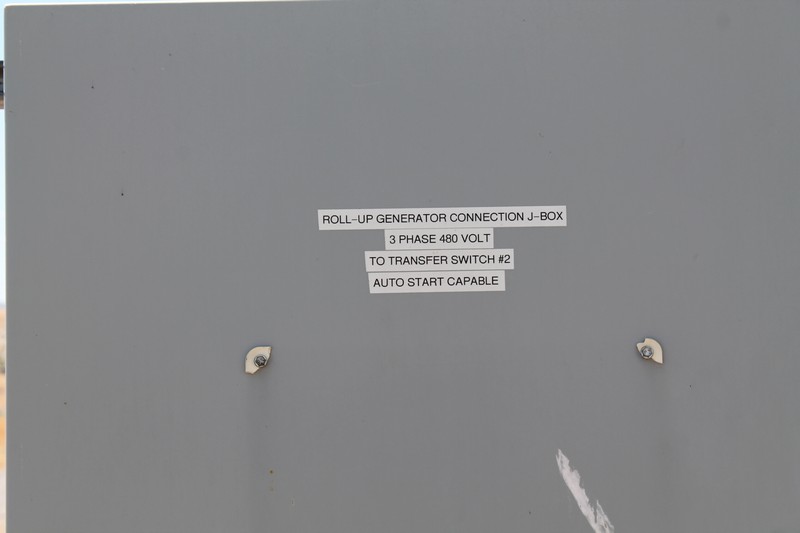 ROLL-UP GENERATOR CONNECTION J-BOX
3 PHASE 480 VOLT
TO TRANSFER SWITCH #2
AUTO START CAPABLE